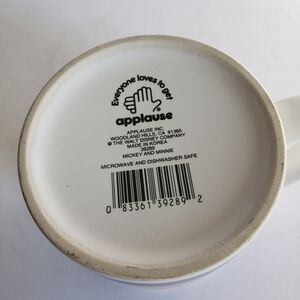 Everyone loves to get
applause
APPLAUSE INC.
WOODLAND HILLS, CA 91365
© THE WALT DISNEY COMPANY
MADE IN KOREA
39289
MICKEY AND MINNIE
MICROWAVE AND DISHWASHER SAFE
0 83361 39289 2